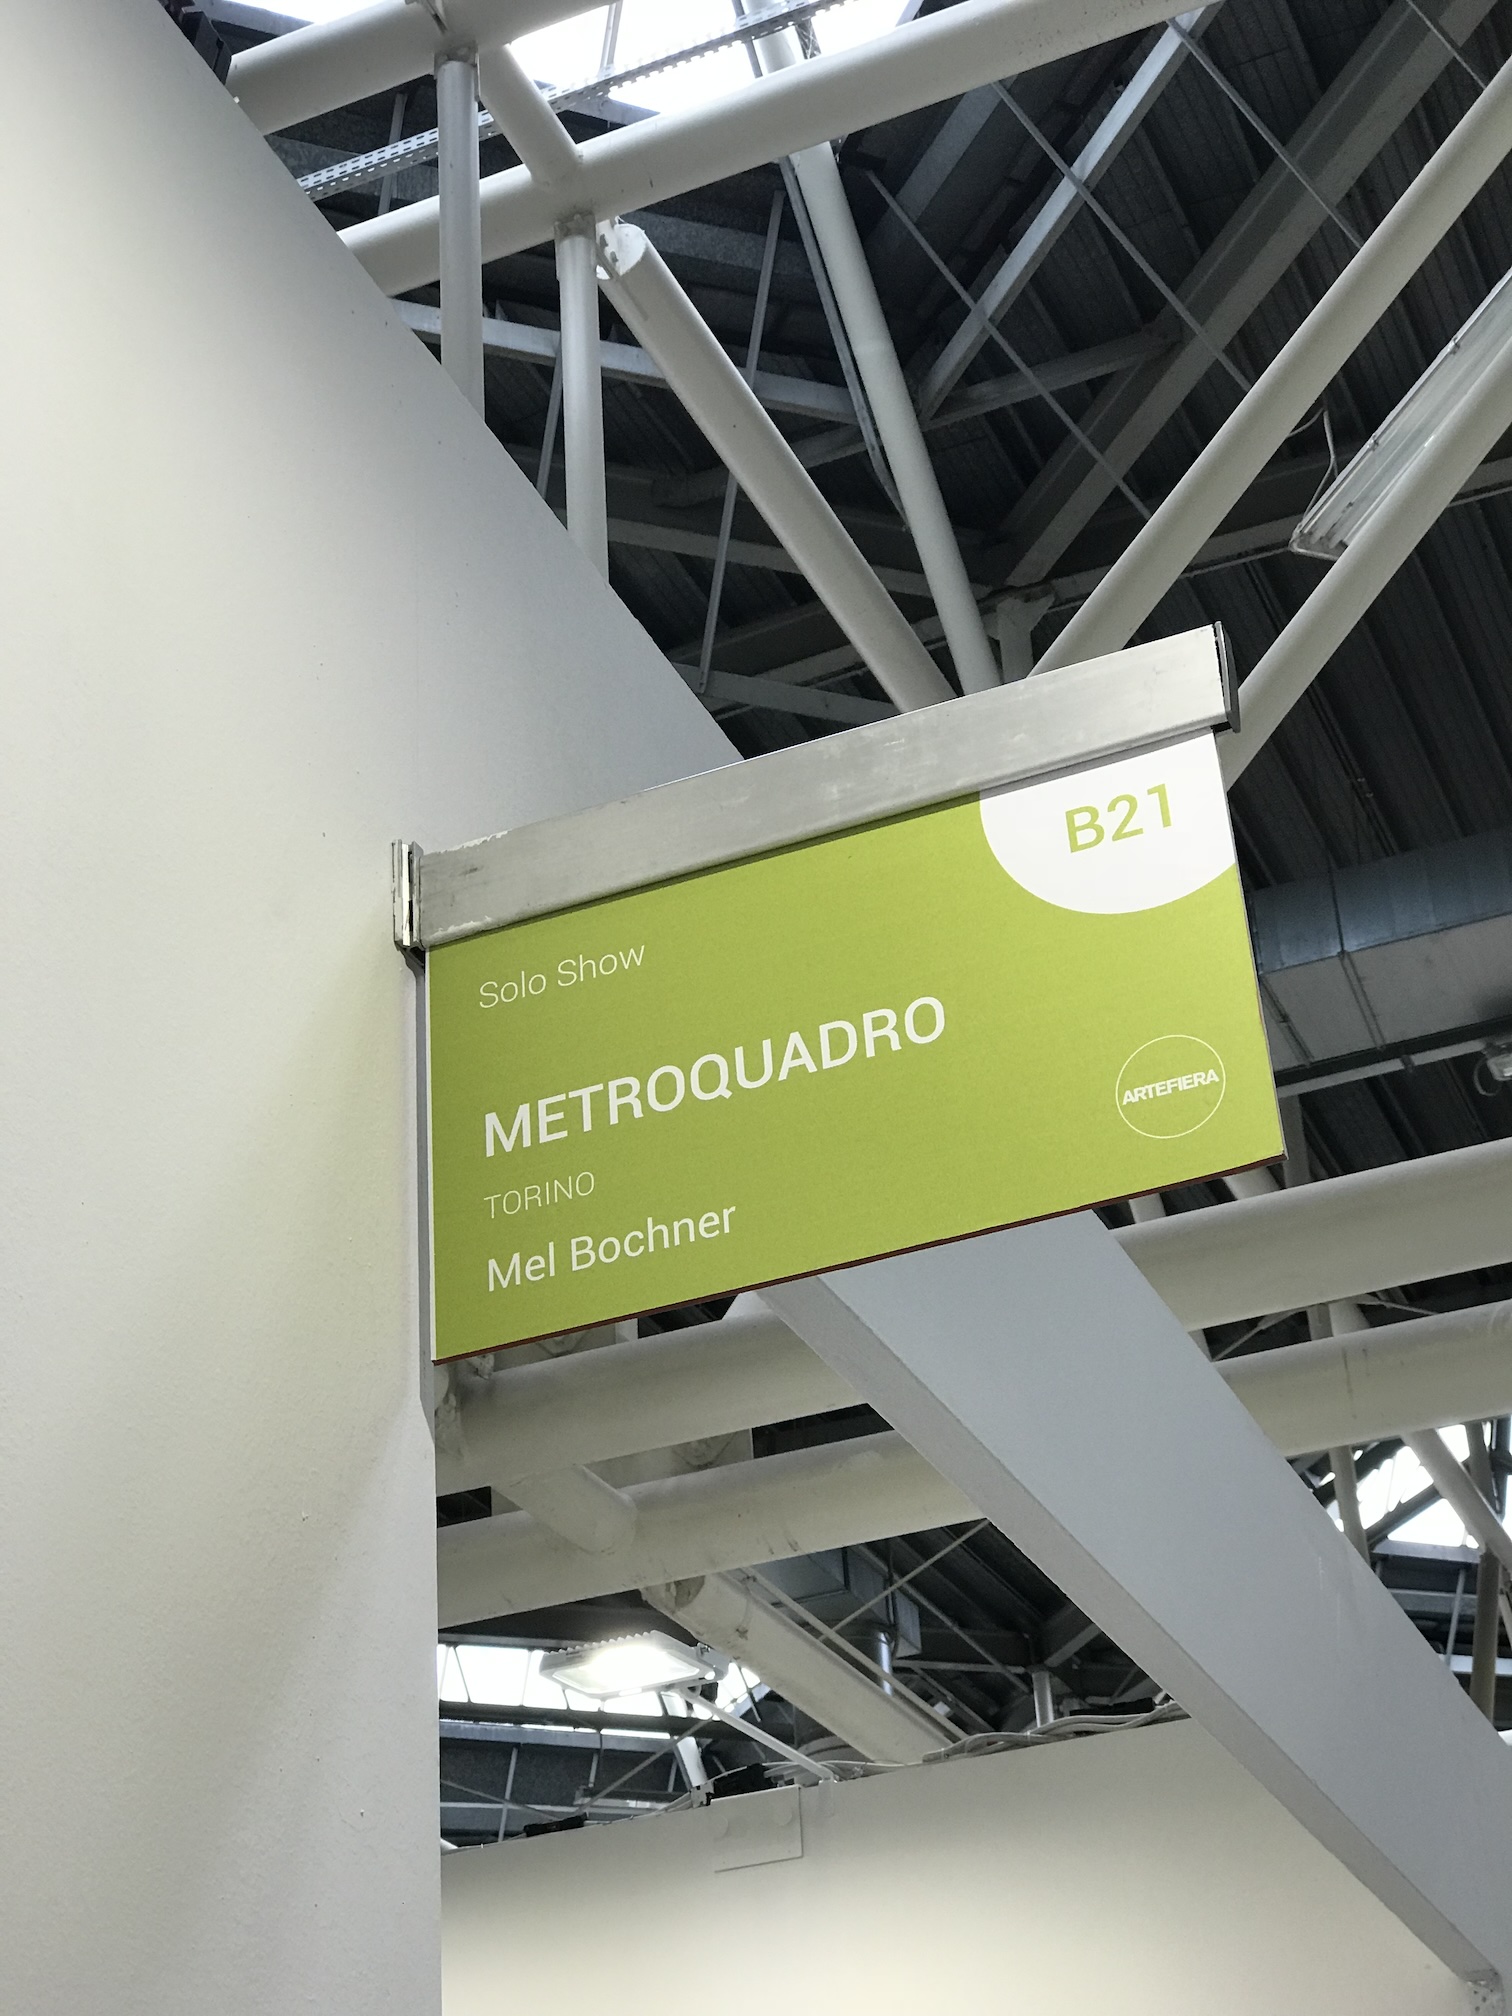 B21
Solo Show
METROQUADRO
ARTEFIERA
TORINO
Mel Bochner